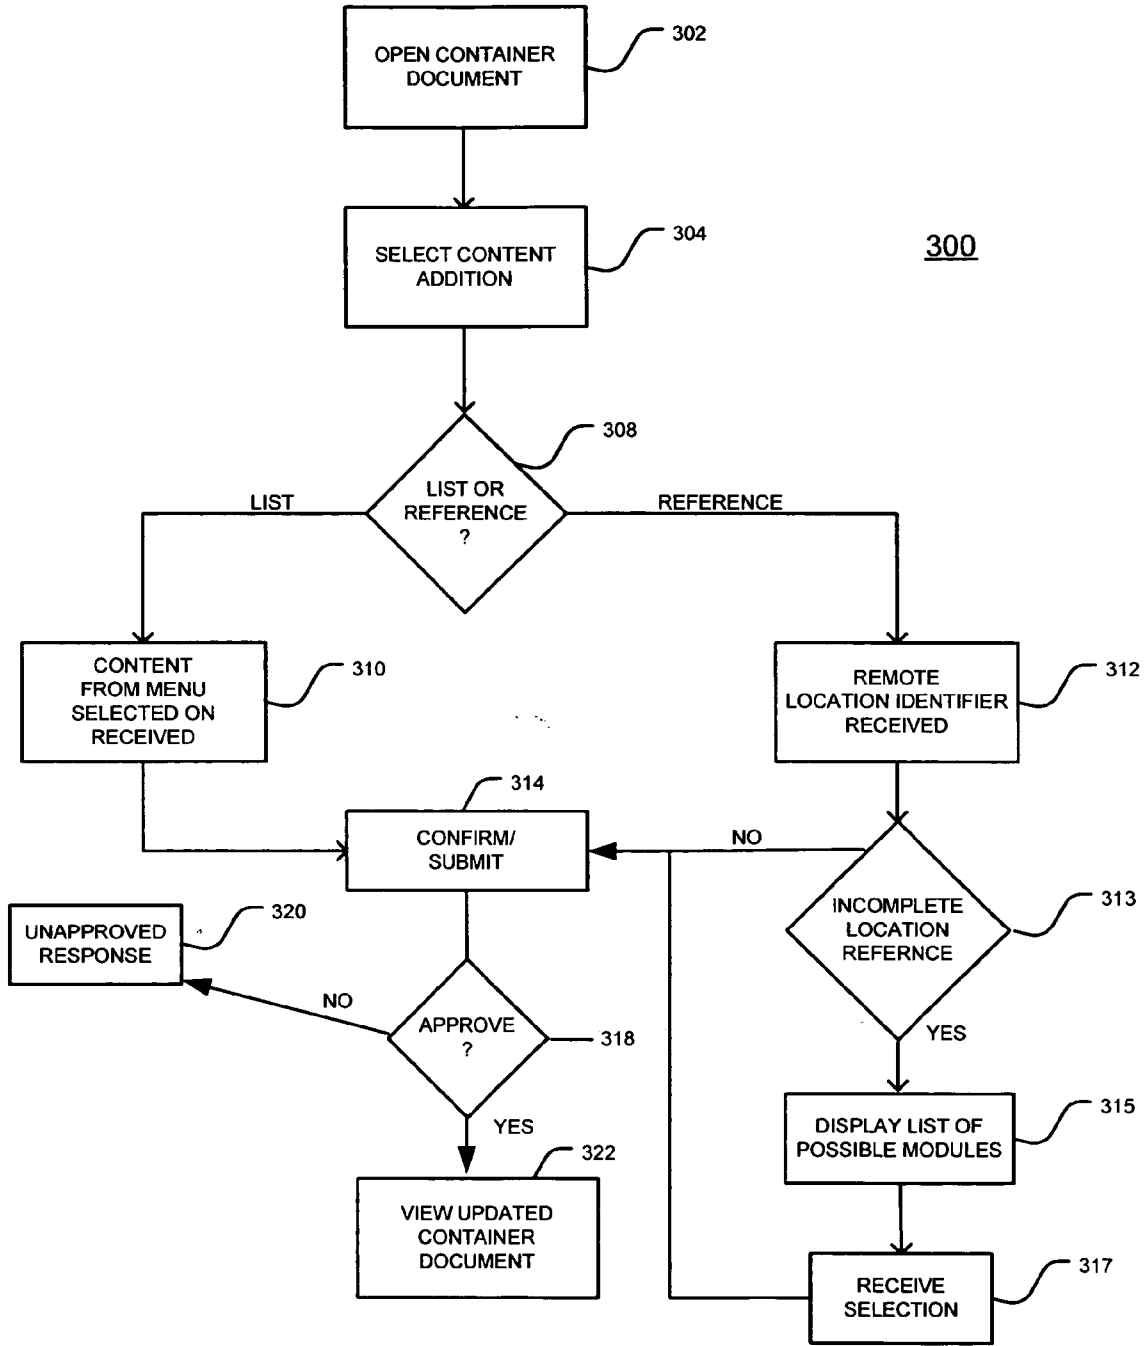 OPEN CONTAINER
DOCUMENT
302
SELECT CONTENT
ADDITION
304
300
308
LIST OR
REFERENCE
?
LIST
REFERENCE
CONTENT
FROM MENU
SELECTED ON
RECEIVED
310
REMOTE
LOCATION IDENTIFIER
RECEIVED
312
314
CONFIRM/
SUBMIT
NO
INCOMPLETE
LOCATION
REFERNCE
313
UNAPPROVED
RESPONSE
320
NO
APPROVE
?
318
YES
YES
DISPLAY LIST OF
POSSIBLE MODULES
315
322
VIEW UPDATED
CONTAINER
DOCUMENT
RECEIVE
SELECTION
317